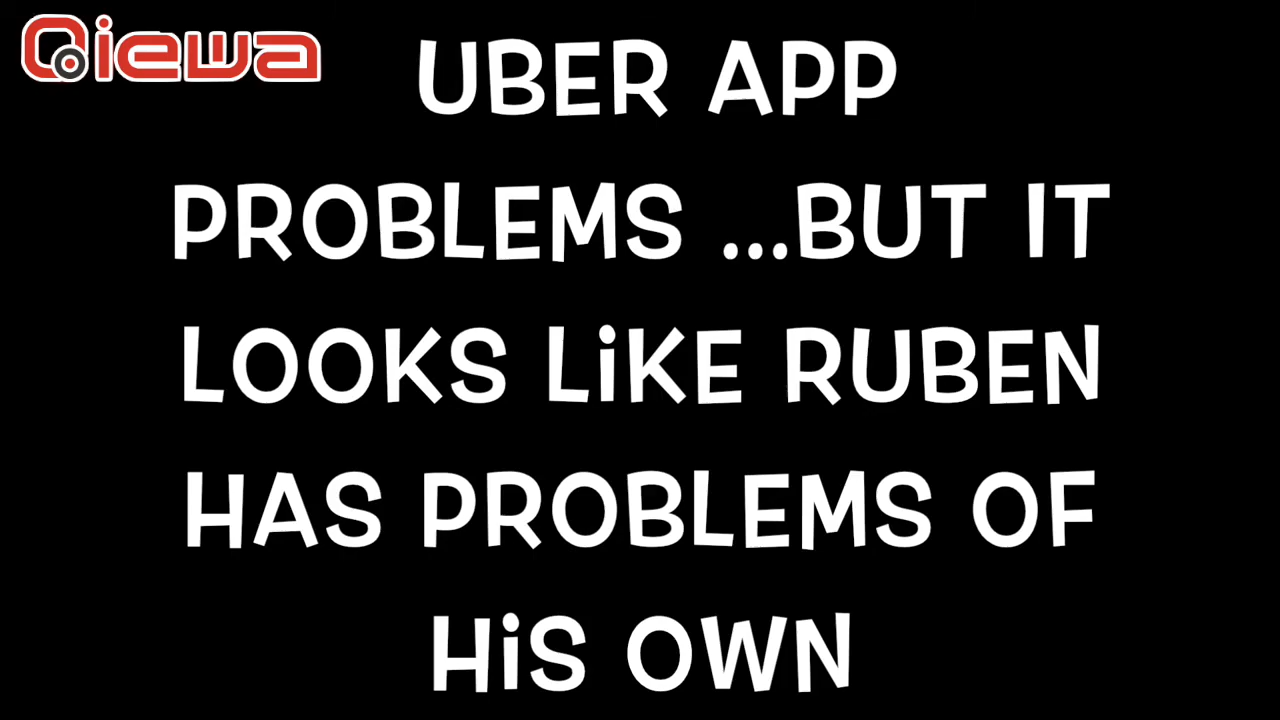 Qiewa
UBER APP
PROBLEMS ...BUT IT
LOOKS LiKE RUBEN
HAS PROBLEMS OF
HiS OWN